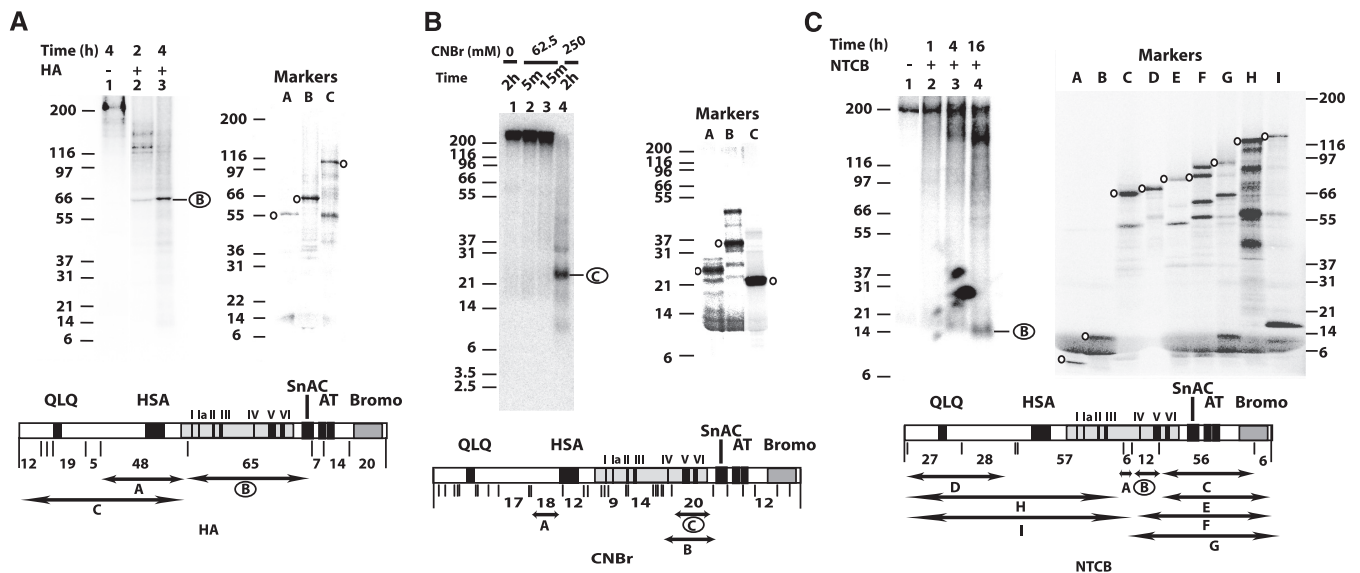 A
Time (h) 4 2 4
HA - + +
1 2 3
200
116
97
66
55
36
37
31
21
14
6
B
Markers
A B C
200
116
97
66
55
36
31
22
14
6
SnAC
QLQ HSA AT Bromo
I Ia II III IV V VI
12 19 5 48 65 7 14 20
A B
C
HA
B
CNBr (mM) 0 62.5 250
Time 2h 5m 15m 2h
1 2 3 4
200
116
96
66
55
37
31
21
14
6
3.5
2.5
C
Markers
A B C
200
116
96
66
55
37
31
21
14
6
SnAC
QLQ HSA AT Bromo
I Ia II III IV V VI
17 18 12 9 14 20 12
A C
B
CNBr
C
Time (h) 1 4 16
NTCB - + + +
1 2 3 4
200
116
97
66
55
37
31
21
14
6
B
Markers
A B C D E F G H I
200
116
97
66
55
37
31
21
14
6
SnAC
QLQ HSA AT Bromo
I Ia II III IV V VI
27 28 57 6 12 56 6
D A B C
H E
I F
G
NTCB